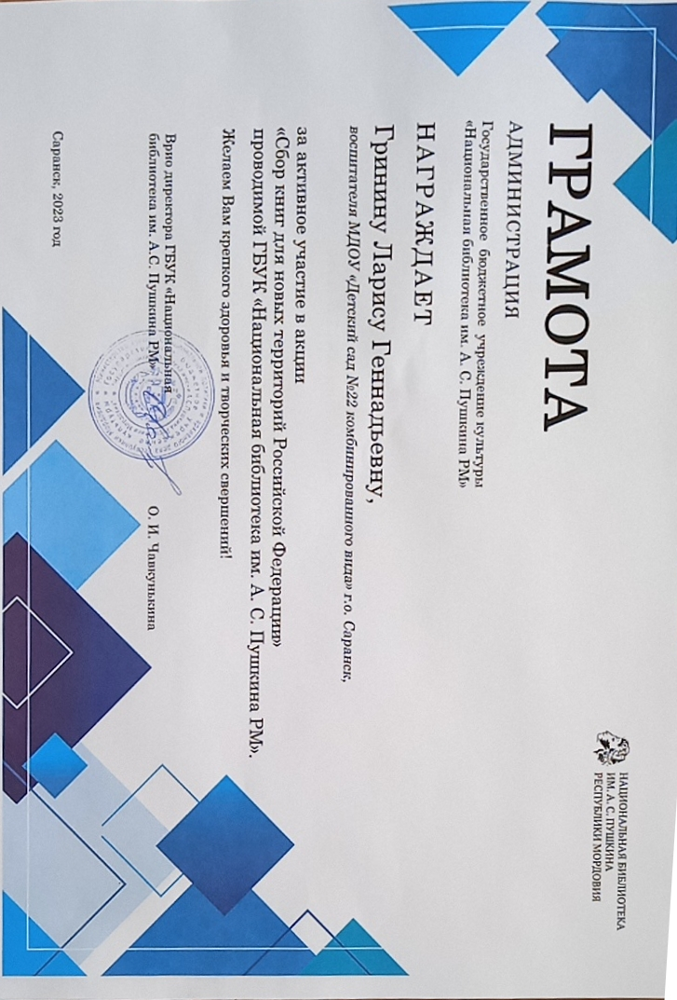 НАЦИОНАЛЬНАЯ БИБЛИОТЕКА
ИМ. А. С. ПУШКИНА
РЕСПУБЛИКИ МОРДОВИЯ
ГРАМОТА
АДМИНИСТРАЦИЯ
Государственное бюджетное учреждение культуры
«Национальная библиотека им. А. С. Пушкина РМ»
НАГРАЖДАЕТ
Гринину Ларису Геннадьевну,
воспитателя МДОУ «Детский сад №22 комбинированного вида» г.о. Саранск,
за активное участие в акции
«Сбор книг для новых территорий Российской Федерации»
проводимой ГБУК «Национальная библиотека им. А. С. Пушкина РМ».
Желаем Вам крепкого здоровья и творческих свершений!
Врио директора ГБУК «Национальная
библиотека им. А.С. Пушкина РМ» О. И. Чавкунькина
Саранск, 2023 год